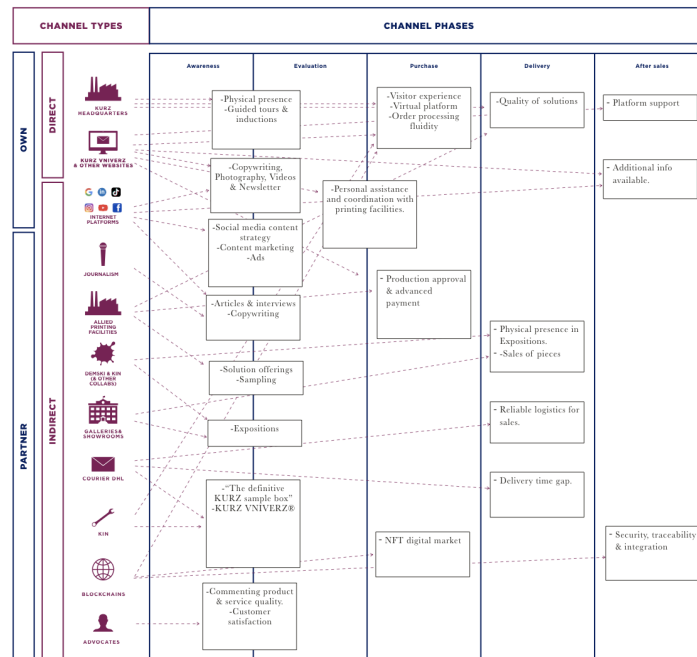 CHANNEL TYPES
CHANNEL PHASES
Awareness
Evaluation
Purchase
Delivery
After sales
OWN
PARTNER
DIRECT
INDIRECT
KURZ
HEADQUARTERS
KURZ VNIVERZ
& OTHER WEBSITES
INTERNET
PLATFORMS
JOURNALISM
ALLIED
PRINTING
FACILITIES
DEMSKI & KIN
(& OTHER
COLLABS)
GALLERIES&
SHOWROOMS
COURIER DHL
KIN
BLOCKCHAINS
ADVOCATES
-Physical presence
-Guided tours &
inductions
-Copywriting,
Photography, Videos
& Newsletter
-Social media content
strategy
-Content marketing
-Ads
-Articles & interviews
-Copywriting
-Solution offerings
-Sampling
-Expositions
-"The definitive
KURZ sample box"
-KURZ VNIVERZ®
-Commenting product
& service quality.
-Customer
satisfaction
-Personal assistance
and coordination with
printing facilities.
-Visitor experience
-Virtual platform
-Order processing
fluidity
- Production approval
& advanced
payment
- NFT digital market
-Quality of solutions
- Physical presence in
Expositions.
- -Sales of pieces
- Reliable logistics for
sales.
- Delivery time gap.
- Platform support
- Additional info
available.
- Security, traceability
& integration